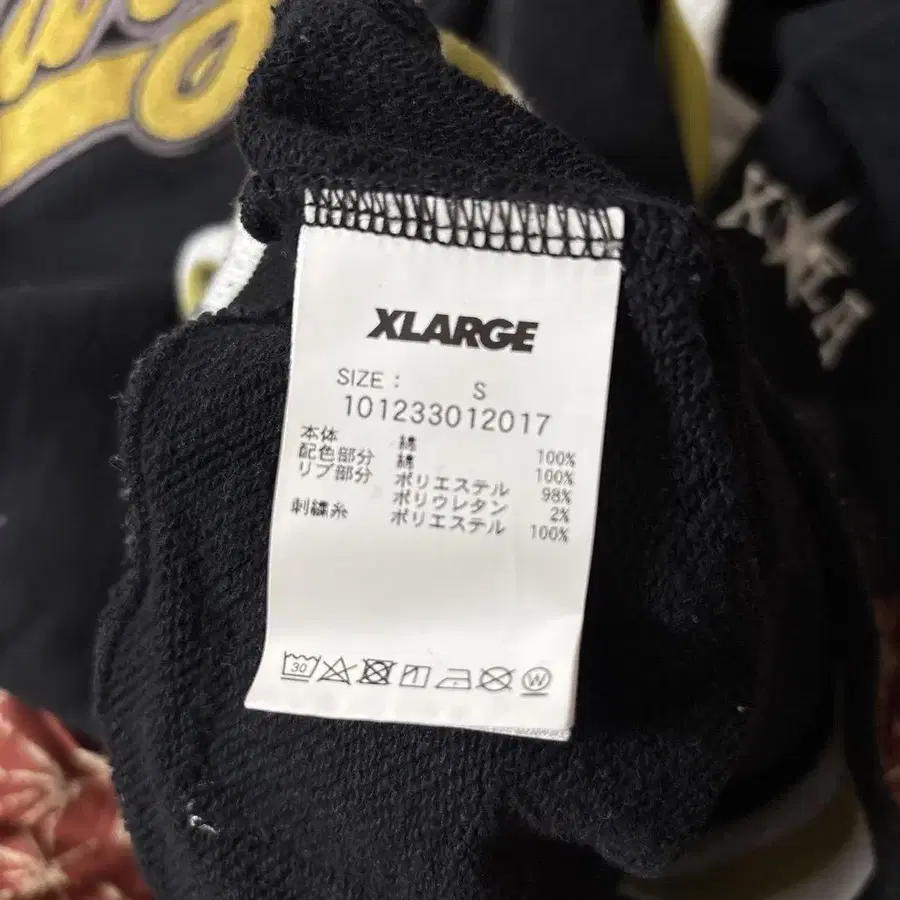 XLARGE
SIZE : S
101233012017
本体 綿 100%
配色部分 綿 100%
リブ部分 ポリエステル 98%
ポリウレタン 2%
刺繍糸 ポリエステル 100%
30
W
XLA